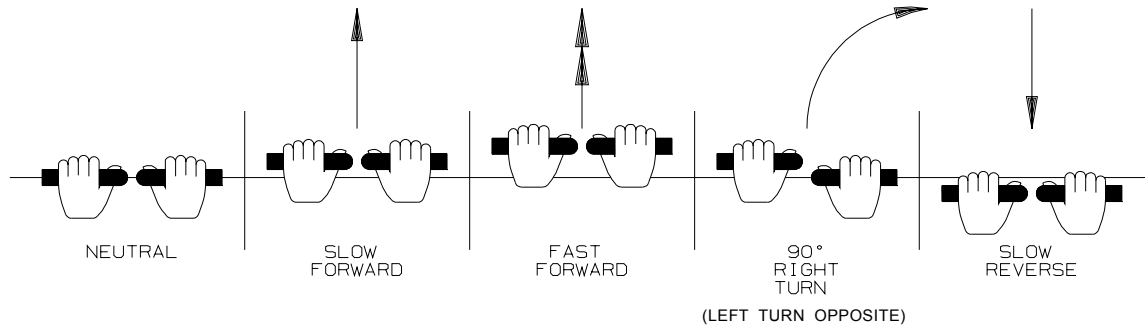 NEUTRAL
SLOW
FORWARD
FAST
FORWARD
90°
RIGHT
TURN
(LEFT TURN OPPOSITE)
SLOW
REVERSE